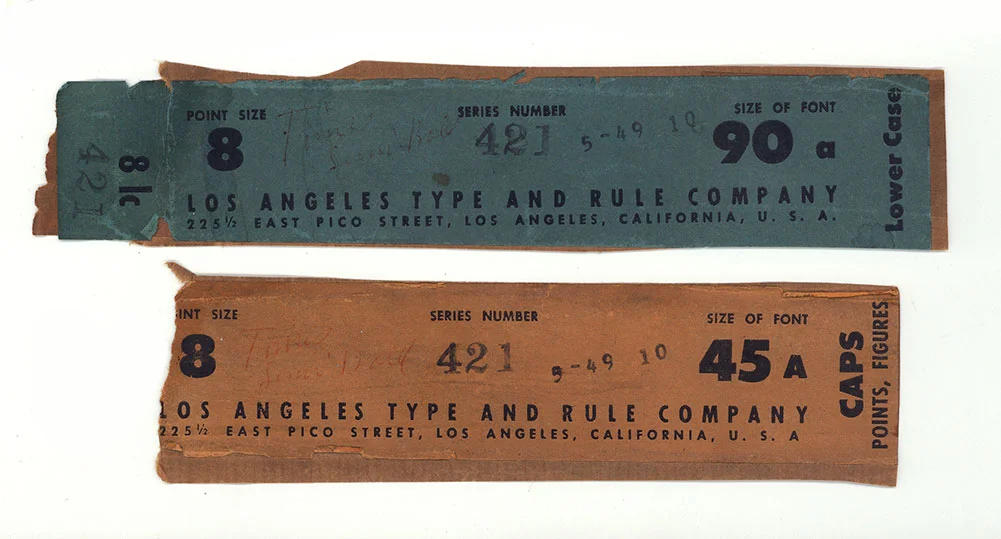 421
8 lc
POINT SIZE
8
SERIES NUMBER
421 5-49 10
SIZE OF FONT
90 a
LOS ANGELES TYPE AND RULE COMPANY
225½ EAST PICO STREET, LOS ANGELES, CALIFORNIA, U. S. A.
Lower Case
INT SIZE
8
SERIES NUMBER
421 5-49 10
SIZE OF FONT
45 A
LOS ANGELES TYPE AND RULE COMPANY
225½ EAST PICO STREET, LOS ANGELES, CALIFORNIA, U. S. A
CAPS
POINTS, FIGURES